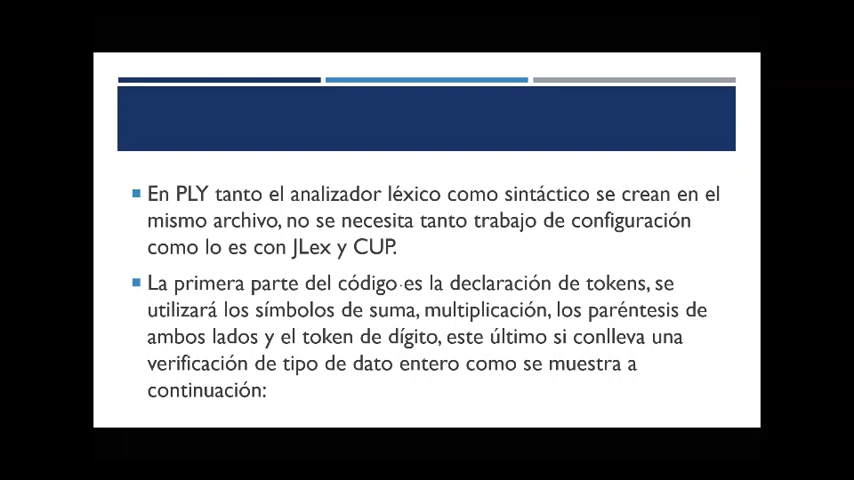 En PLY tanto el analizador léxico como sintáctico se crean en el
mismo archivo, no se necesita tanto trabajo de configuración
como lo es con JLex y CUP.
La primera parte del código es la declaración de tokens, se
utilizará los símbolos de suma, multiplicación, los paréntesis de
ambos lados y el token de dígito, este último si conlleva una
verificación de tipo de dato entero como se muestra a
continuación: